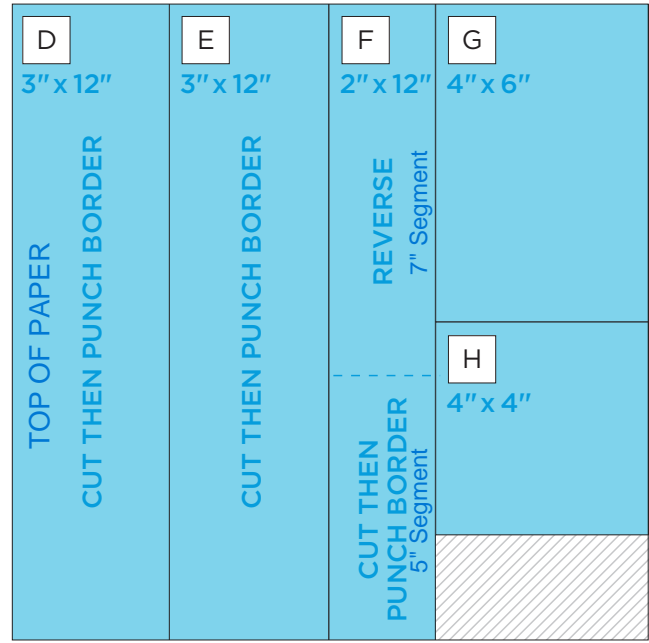 D
3" x 12"
TOP OF PAPER
CUT THEN PUNCH BORDER
E
3" x 12"
CUT THEN PUNCH BORDER
F
2" x 12"
REVERSE
7" Segment
CUT THEN
PUNCH BORDER
5" Segment
G
4" x 6"
H
4" x 4"